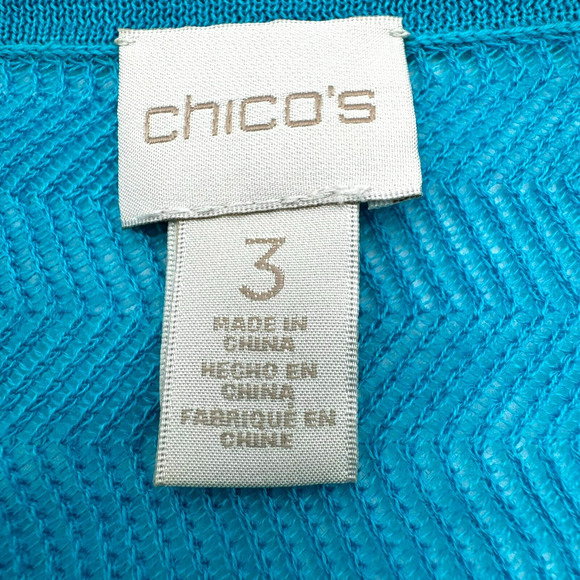 chico's
3
MADE IN
CHINA
HECHO EN
CHINA
FABRIQUÉ EN
CHINE